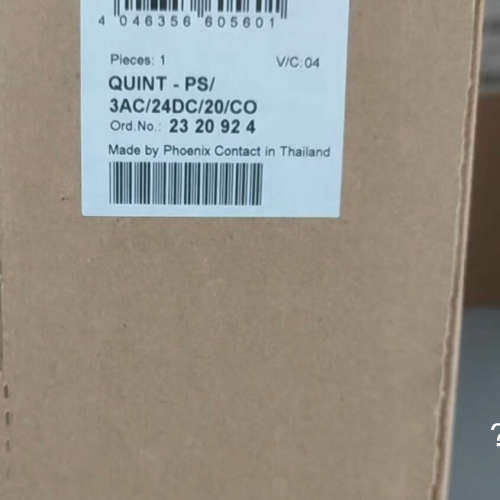 4 046356 605601
Pieces: 1 V/C.04
QUINT - PS/
3AC/24DC/20/CO
Ord.No.: 23 20 92 4
Made by Phoenix Contact in Thailand
?